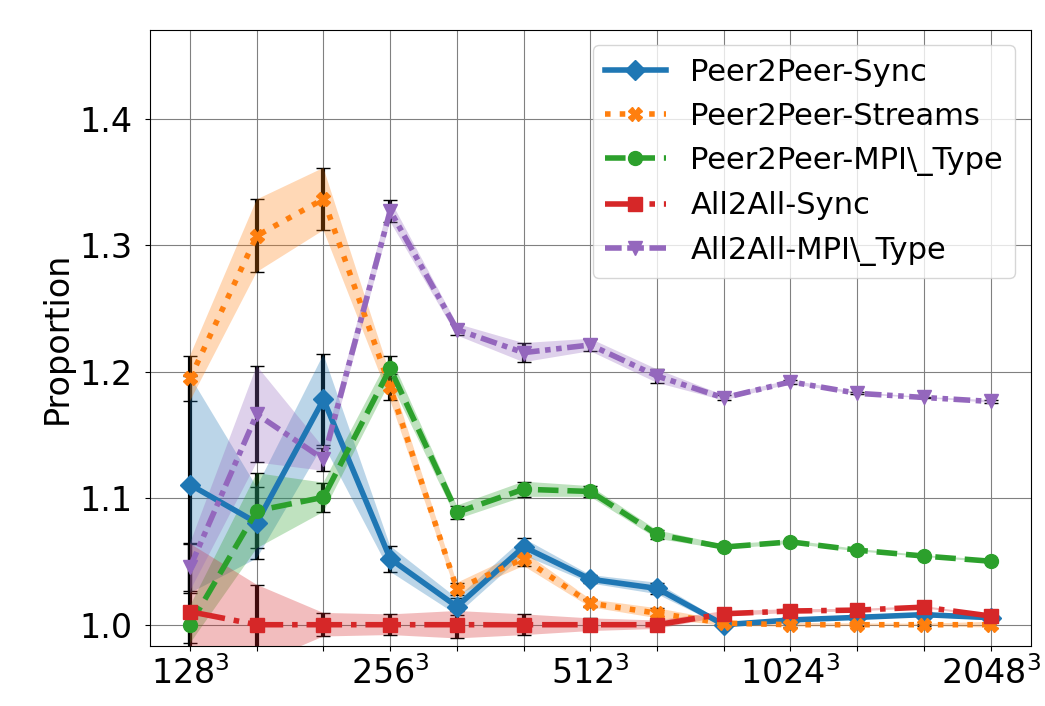 Peer2Peer-Sync
Peer2Peer-Streams
Peer2Peer-MPI\_Type
All2All-Sync
All2All-MPI\_Type
Proportion
1.4
1.3
1.2
1.1
1.0
128³ 256³ 512³ 1024³ 2048³